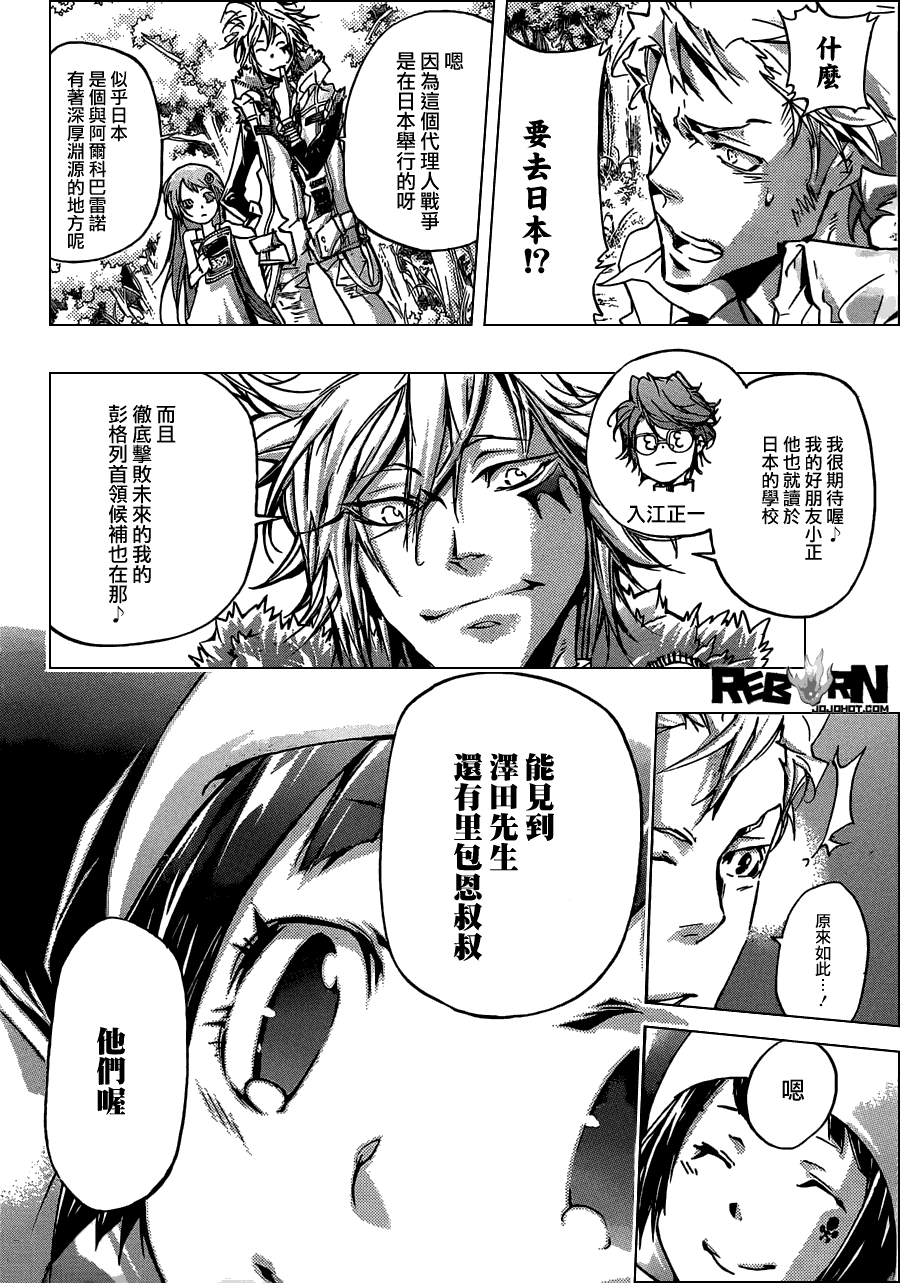 什麼
要去日本!?
嗯
因為這個代理人戰爭
是在日本舉行的呀
似乎日本
是個與阿爾科巴雷諾
有著深厚淵源的地方呢
我很期待喔♪
我的好朋友小正
他也就讀於
日本的學校
入江正一
而且
徹底擊敗未來的我的
彭格列首領候補也在那♪
REBORN
JOJOHOT.COM
原來如此…!
嗯
能見到
澤田先生
還有里包恩叔叔
他們喔